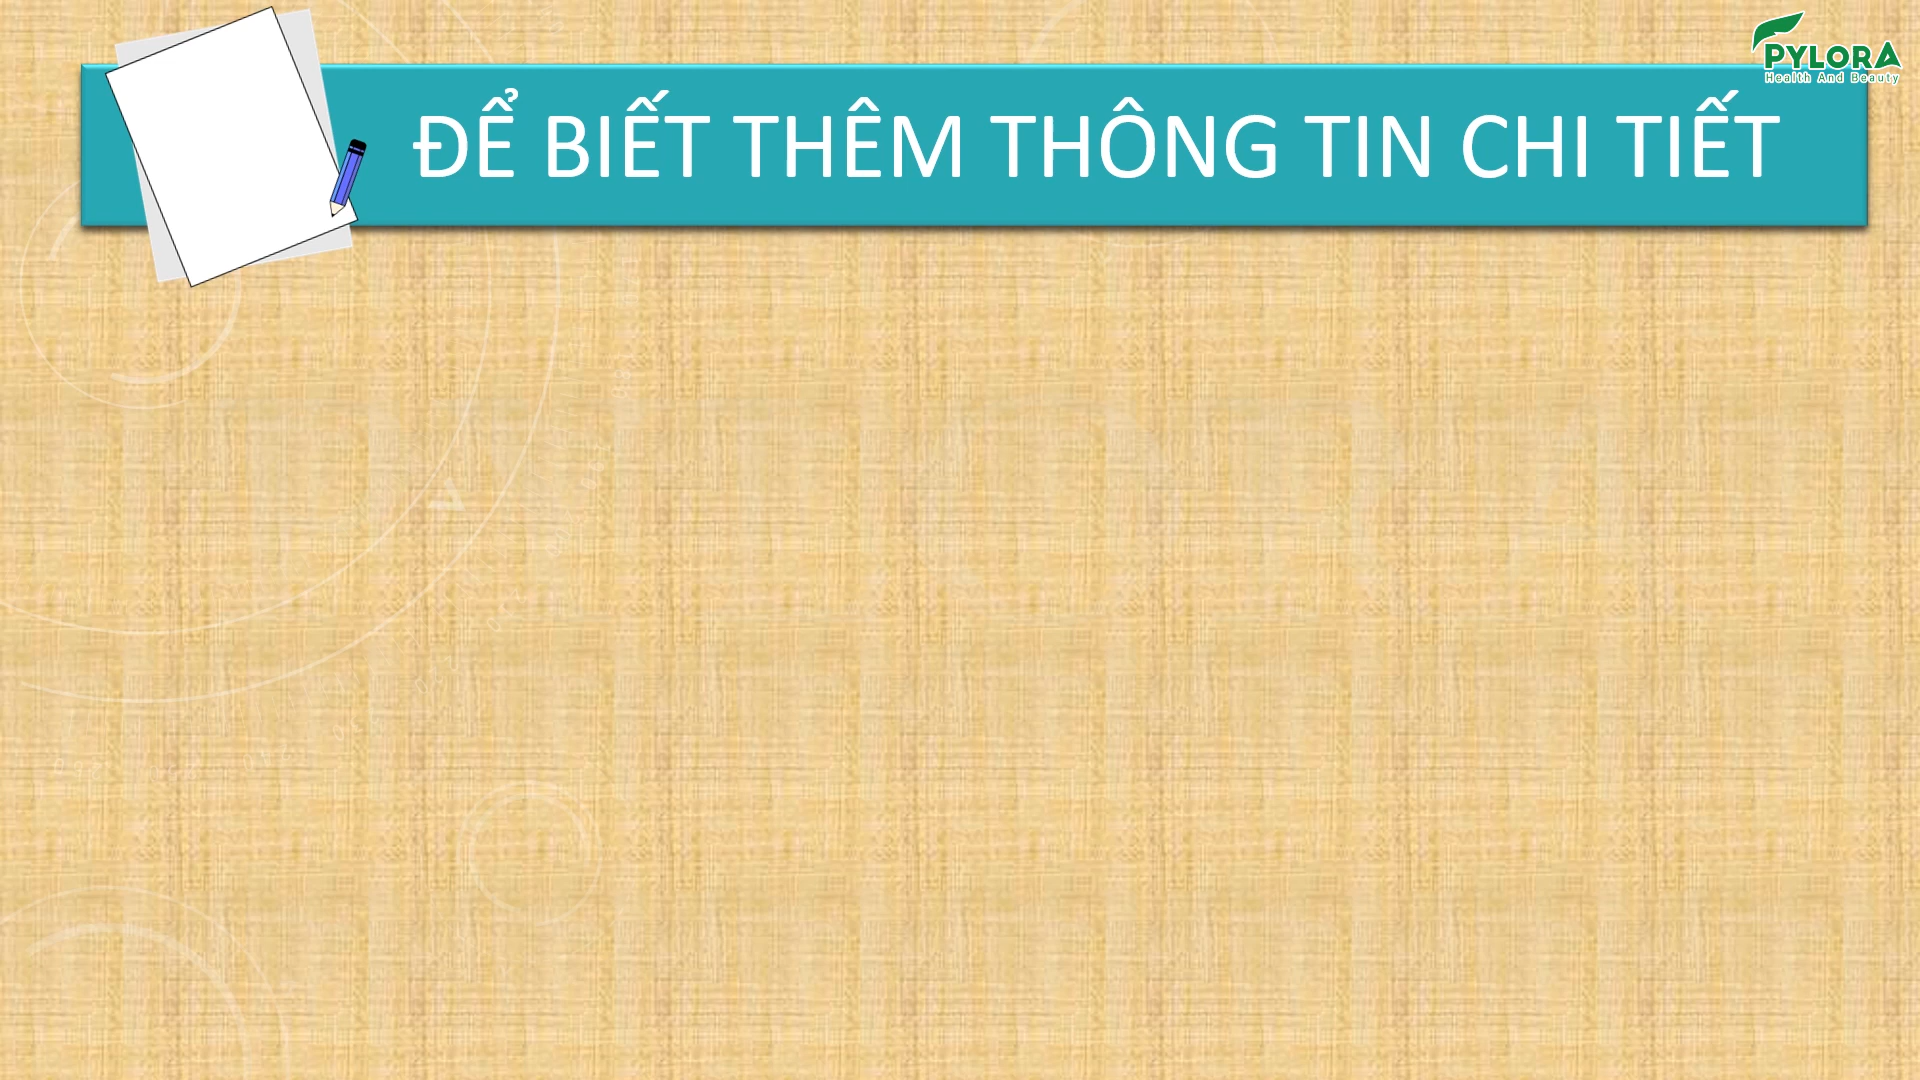 PYLORA
Health And Beauty
ĐỂ BIẾT THÊM THÔNG TIN CHI TIẾT